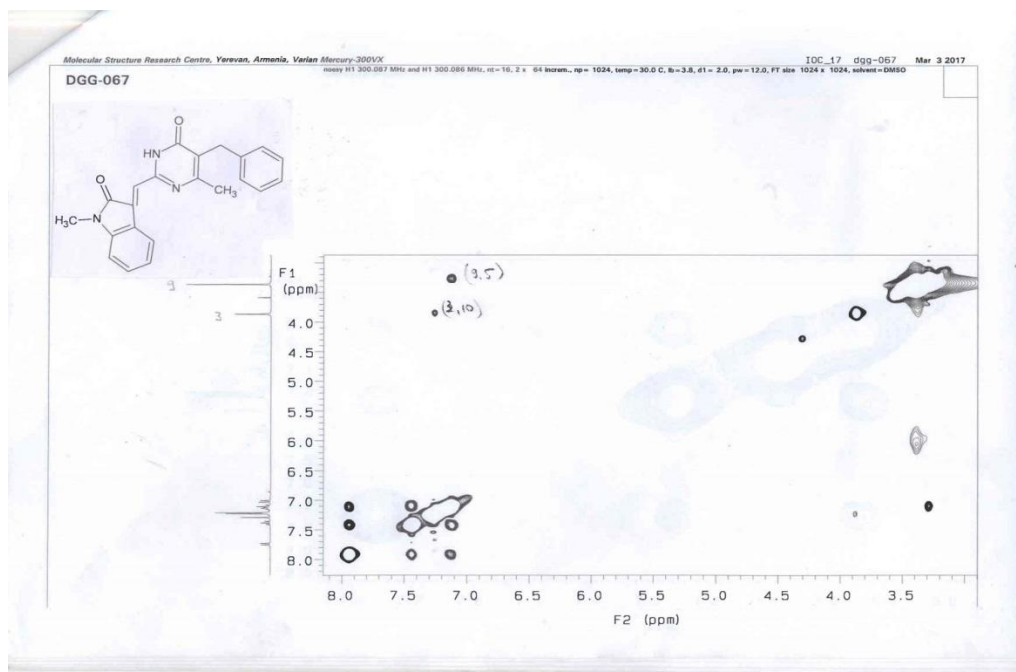 Molecular Structure Research Centre, Yerevan, Armenia, Varian Mercury-300VX
IOC_17 dgg-067 Mar 3 2017
noesy H1 300.087 MHz and H1 300.086 MHz, nt=16, 2 x 64 increm., np= 1024, temp=30.0 C, lb=3.8, d1= 2.0, pw=12.0, FT size 1024 x 1024, solvent=DMSO
DGG-067
O
HN
N
CH3
O
H3C
N
F1
(ppm)
9
3
(9.5)
(3,10)
4.0
4.5
5.0
5.5
6.0
6.5
7.0
7.5
8.0
8.0 7.5 7.0 6.5 6.0 5.5 5.0 4.5 4.0 3.5
F2 (ppm)